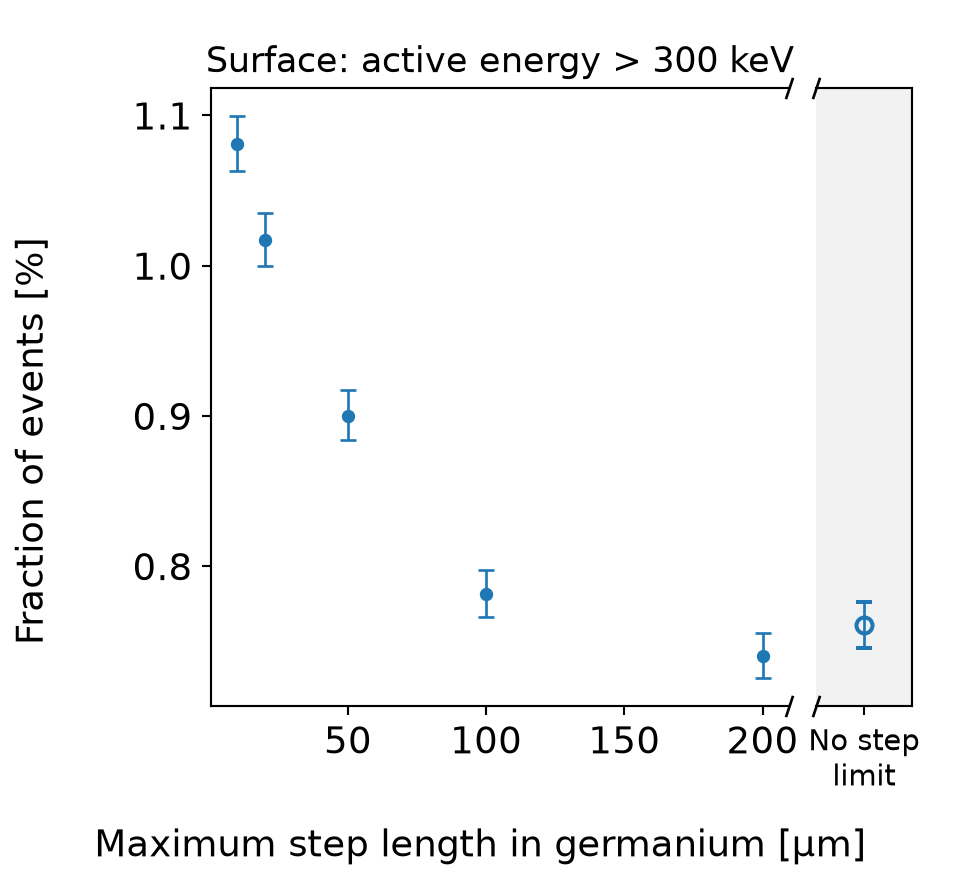 Surface: active energy > 300 keV
Fraction of events [%]
1.1
1.0
0.9
0.8
50 100 150 200 No step
limit
Maximum step length in germanium [µm]